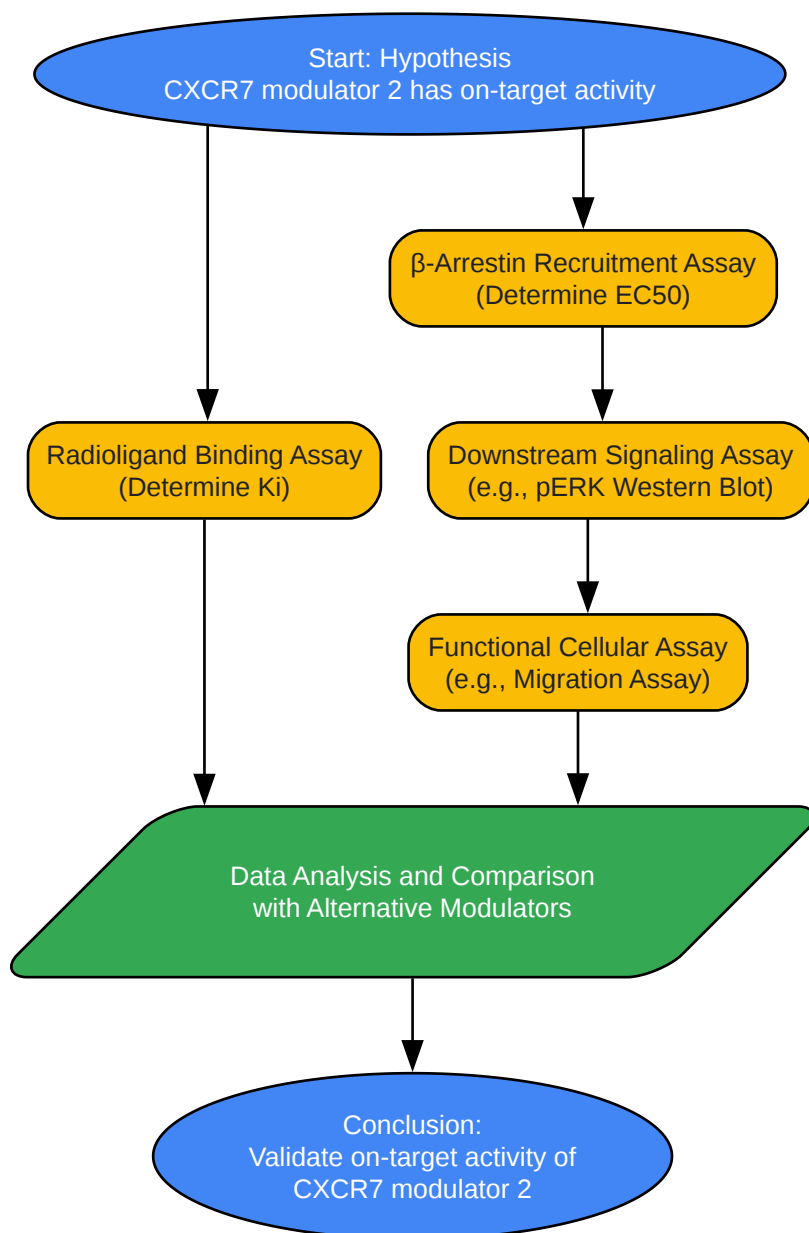 Start: Hypothesis
CXCR7 modulator 2 has on-target activity
β-Arrestin Recruitment Assay
(Determine EC50)
Radioligand Binding Assay
(Determine Ki)
Downstream Signaling Assay
(e.g., pERK Western Blot)
Functional Cellular Assay
(e.g., Migration Assay)
Data Analysis and Comparison
with Alternative Modulators
Conclusion:
Validate on-target activity of
CXCR7 modulator 2